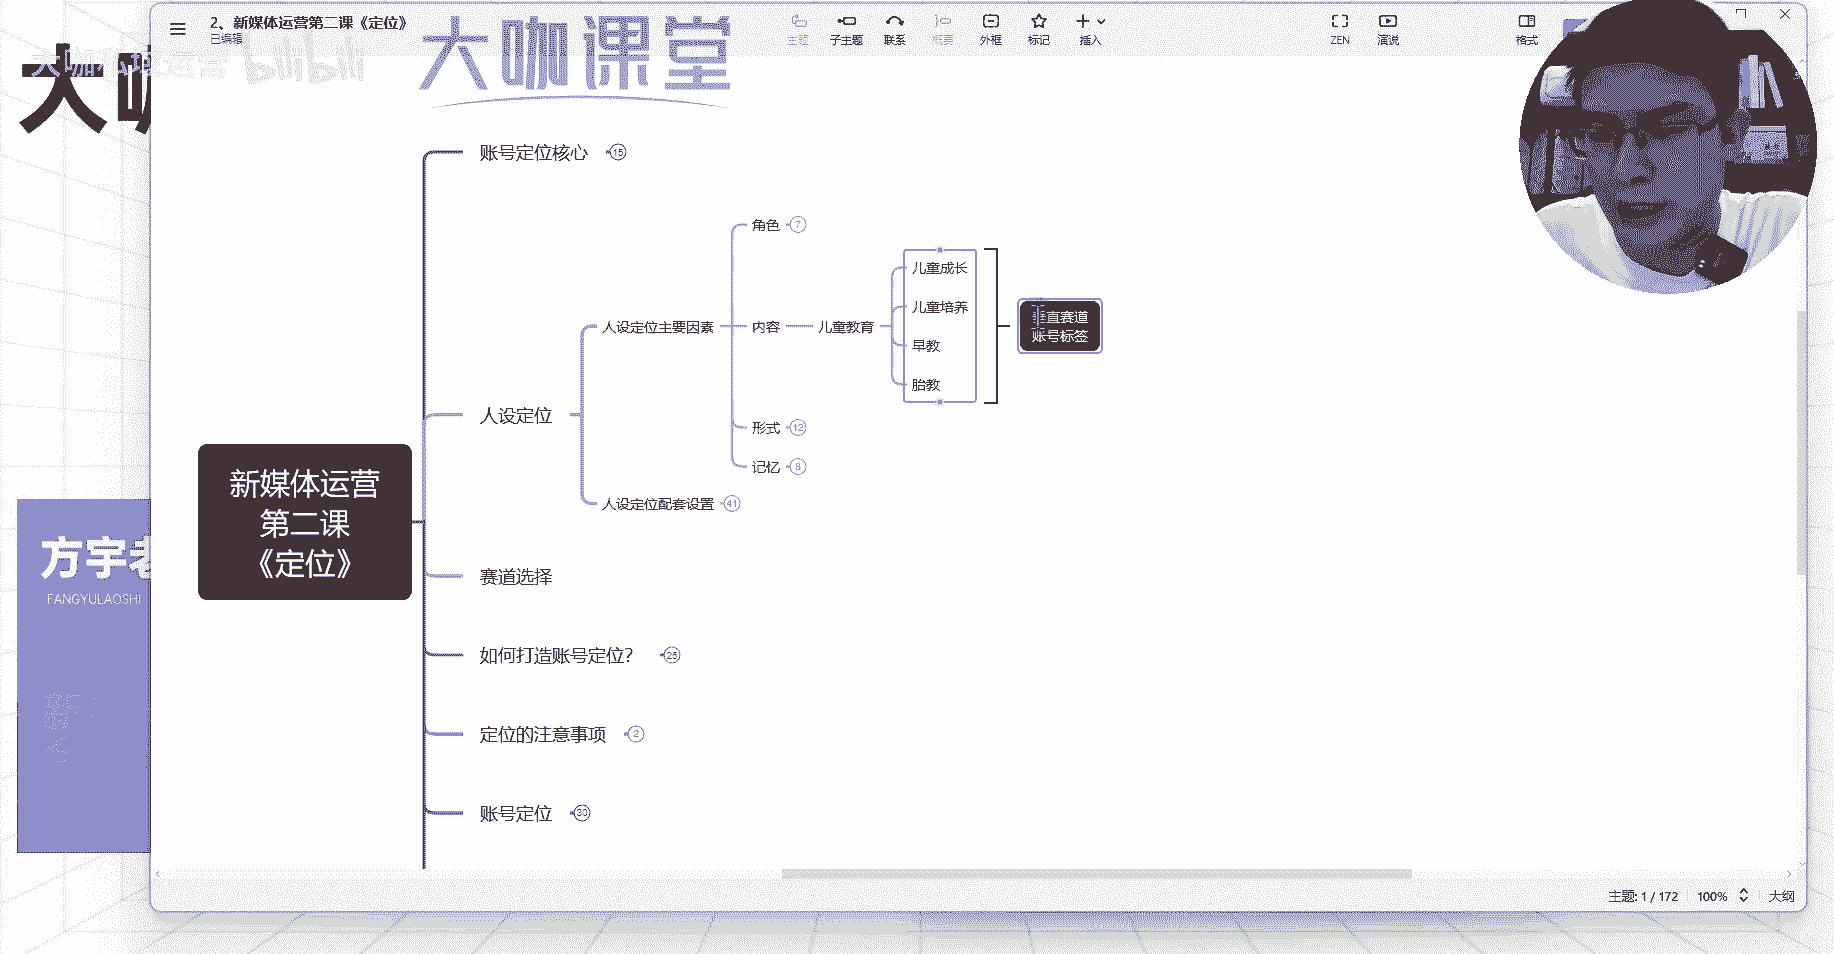 2、新媒体运营第二课《定位》
已编辑
主题
子主题
联系
概要
外框
标记
插入
ZEN
演说
格式
大咖私域运营 bilibili
大咖课堂
大咖
账号定位核心 15
角色 7
儿童成长
儿童培养
早教
胎教
垂直赛道
账号标签
人设定位主要因素
内容
儿童教育
人设定位
形式 12
记忆 8
人设定位配套设置 41
新媒体运营
第二课
《定位》
赛道选择
如何打造账号定位？ 25
定位的注意事项 2
账号定位 30
方宇老
FANGYULAOSHI
主题: 1 / 172
100%
大纲